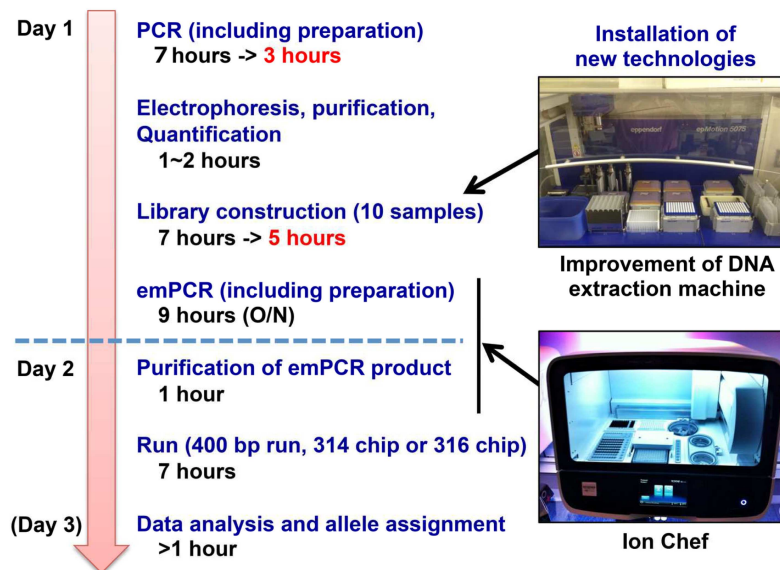 Day 1
PCR (including preparation)
7 hours -> 3 hours
Electrophoresis, purification,
Quantification
1~2 hours
Library construction (10 samples)
7 hours -> 5 hours
emPCR (including preparation)
9 hours (O/N)
Day 2
Purification of emPCR product
1 hour
Run (400 bp run, 314 chip or 316 chip)
7 hours
(Day 3)
Data analysis and allele assignment
>1 hour
Installation of
new technologies
eppendorf epMotion 5075
Improvement of DNA
extraction machine
Ion Chef